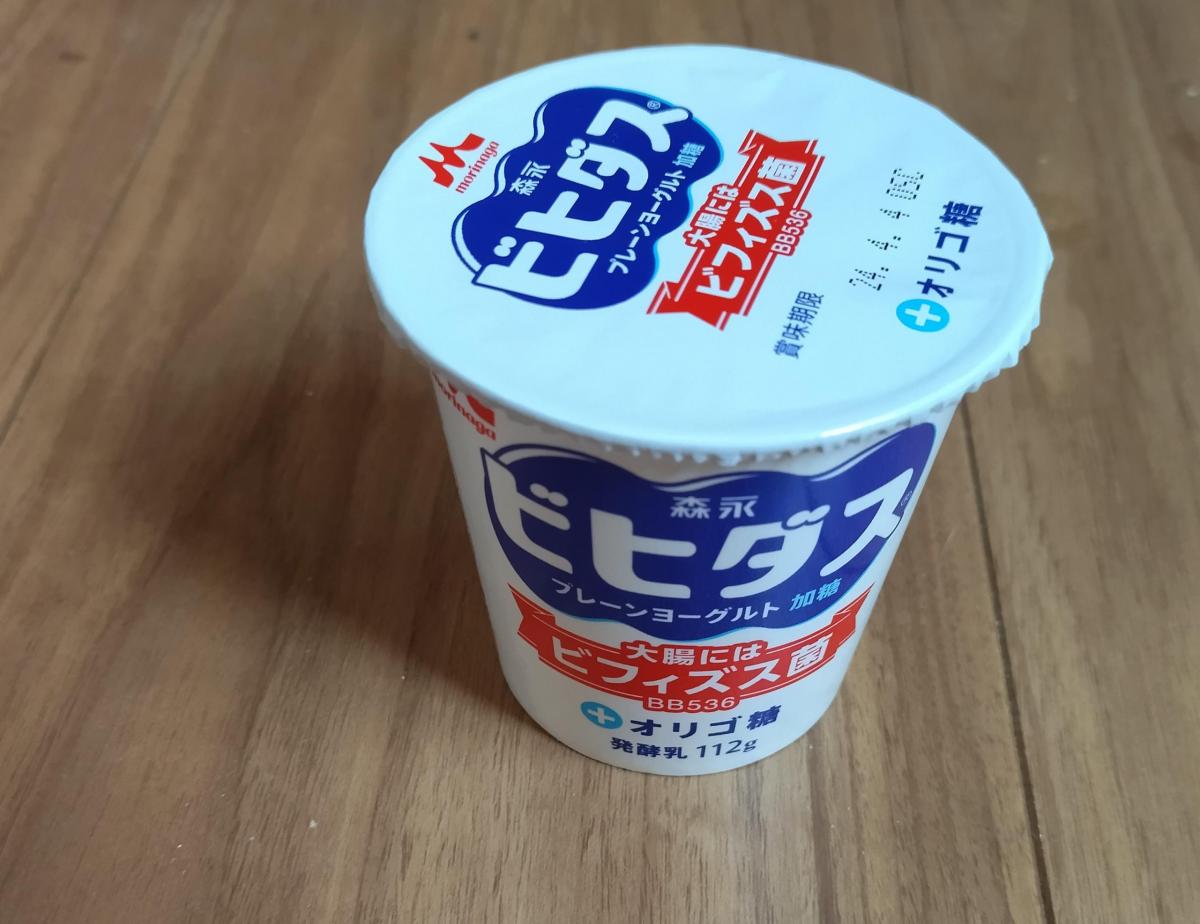 morinaga
森永
ビヒダス®
プレーンヨーグルト 加糖
大腸には
ビフィズス菌
BB536
賞味期限
24. 4. 4
+オリゴ糖
morinaga
森永
ビヒダス
プレーンヨーグルト 加糖
大腸には
ビフィズス菌
BB536
+オリゴ糖
発酵乳 112g